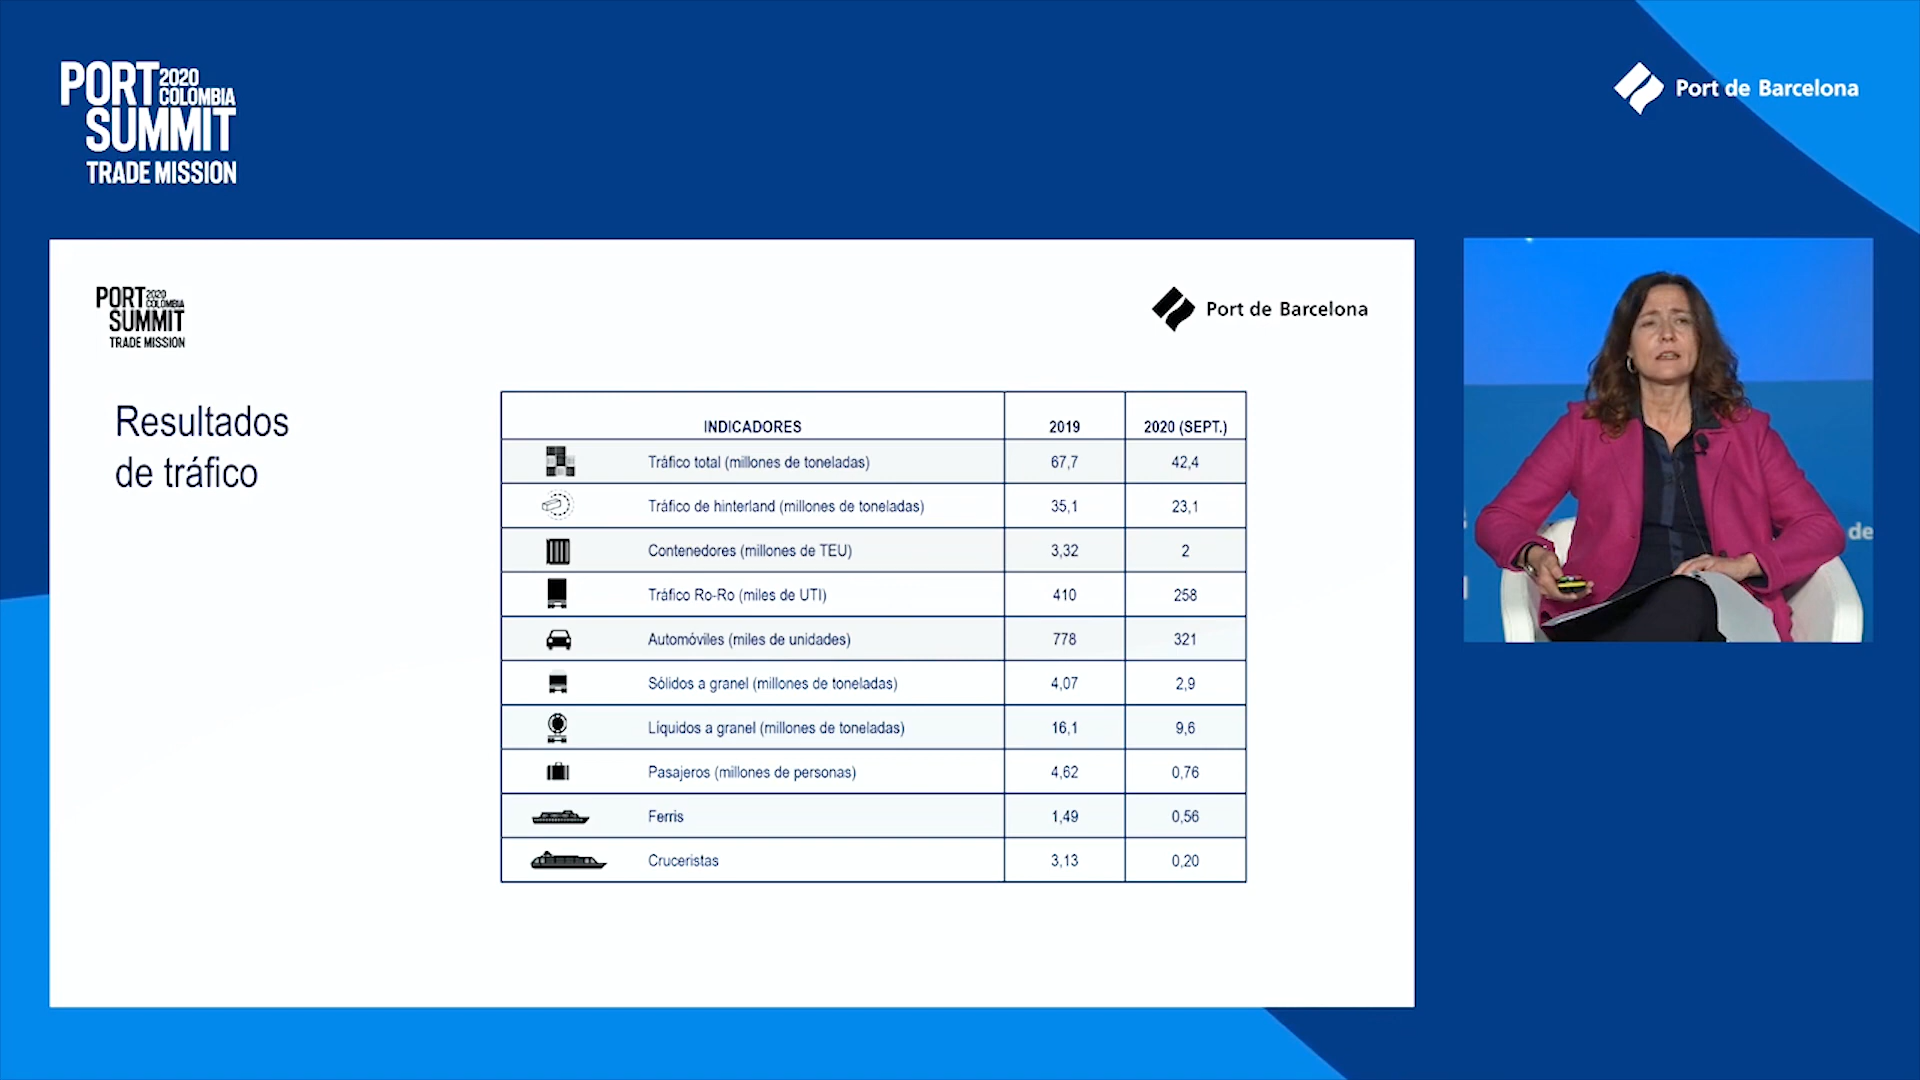 PORT 2020
COLOMBIA
SUMMIT
TRADE MISSION
Port de Barcelona
PORT 2020
COLOMBIA
SUMMIT
TRADE MISSION
Port de Barcelona
Resultados
de tráfico
INDICADORES 2019 2020 (SEPT.)
Tráfico total (millones de toneladas) 67,7 42,4
Tráfico de hinterland (millones de toneladas) 35,1 23,1
Contenedores (millones de TEU) 3,32 2
Tráfico Ro-Ro (miles de UTI) 410 258
Automóviles (miles de unidades) 778 321
Sólidos a granel (millones de toneladas) 4,07 2,9
Líquidos a granel (millones de toneladas) 16,1 9,6
Pasajeros (millones de personas) 4,62 0,76
Ferris 1,49 0,56
Cruceristas 3,13 0,20
de